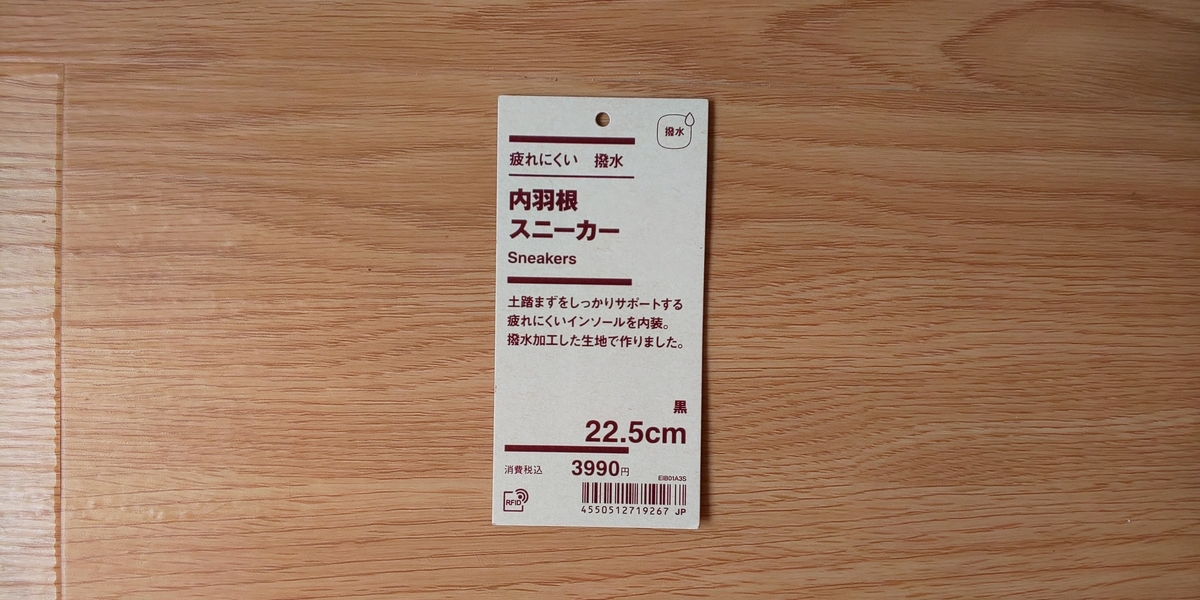 撥水
疲れにくい 撥水
内羽根
スニーカー
Sneakers
土踏まずをしっかりサポートする
疲れにくいインソールを内装。
撥水加工した生地で作りました。
黒
22.5cm
消費税込 3990円
EIB01A3S
RFID
4550512719267 JP